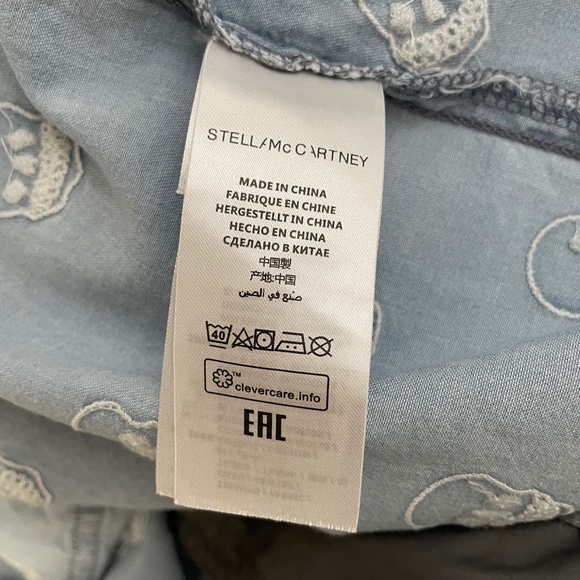 STELLA McCARTNEY
MADE IN CHINA
FABRIQUE EN CHINE
HERGESTELLT IN CHINA
HECHO EN CHINA
СДЕЛАНО В КИТАЕ
中国製
产地:中国
صنع في الصين
40
™
clevercare.info
EAC